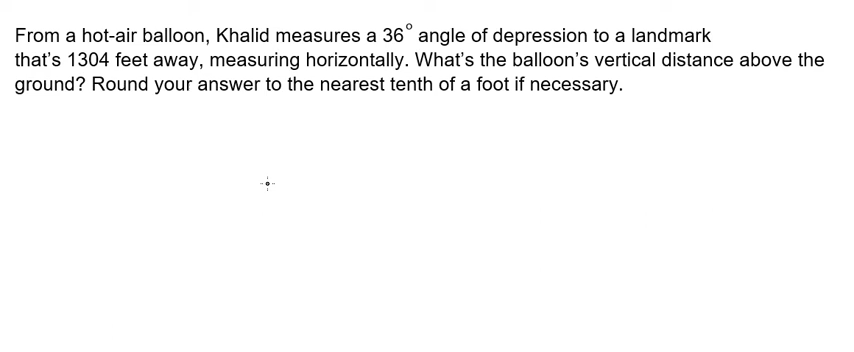 From a hot-air balloon, Khalid measures a 36° angle of depression to a landmark
that’s 1304 feet away, measuring horizontally. What’s the balloon’s vertical distance above the
ground? Round your answer to the nearest tenth of a foot if necessary.